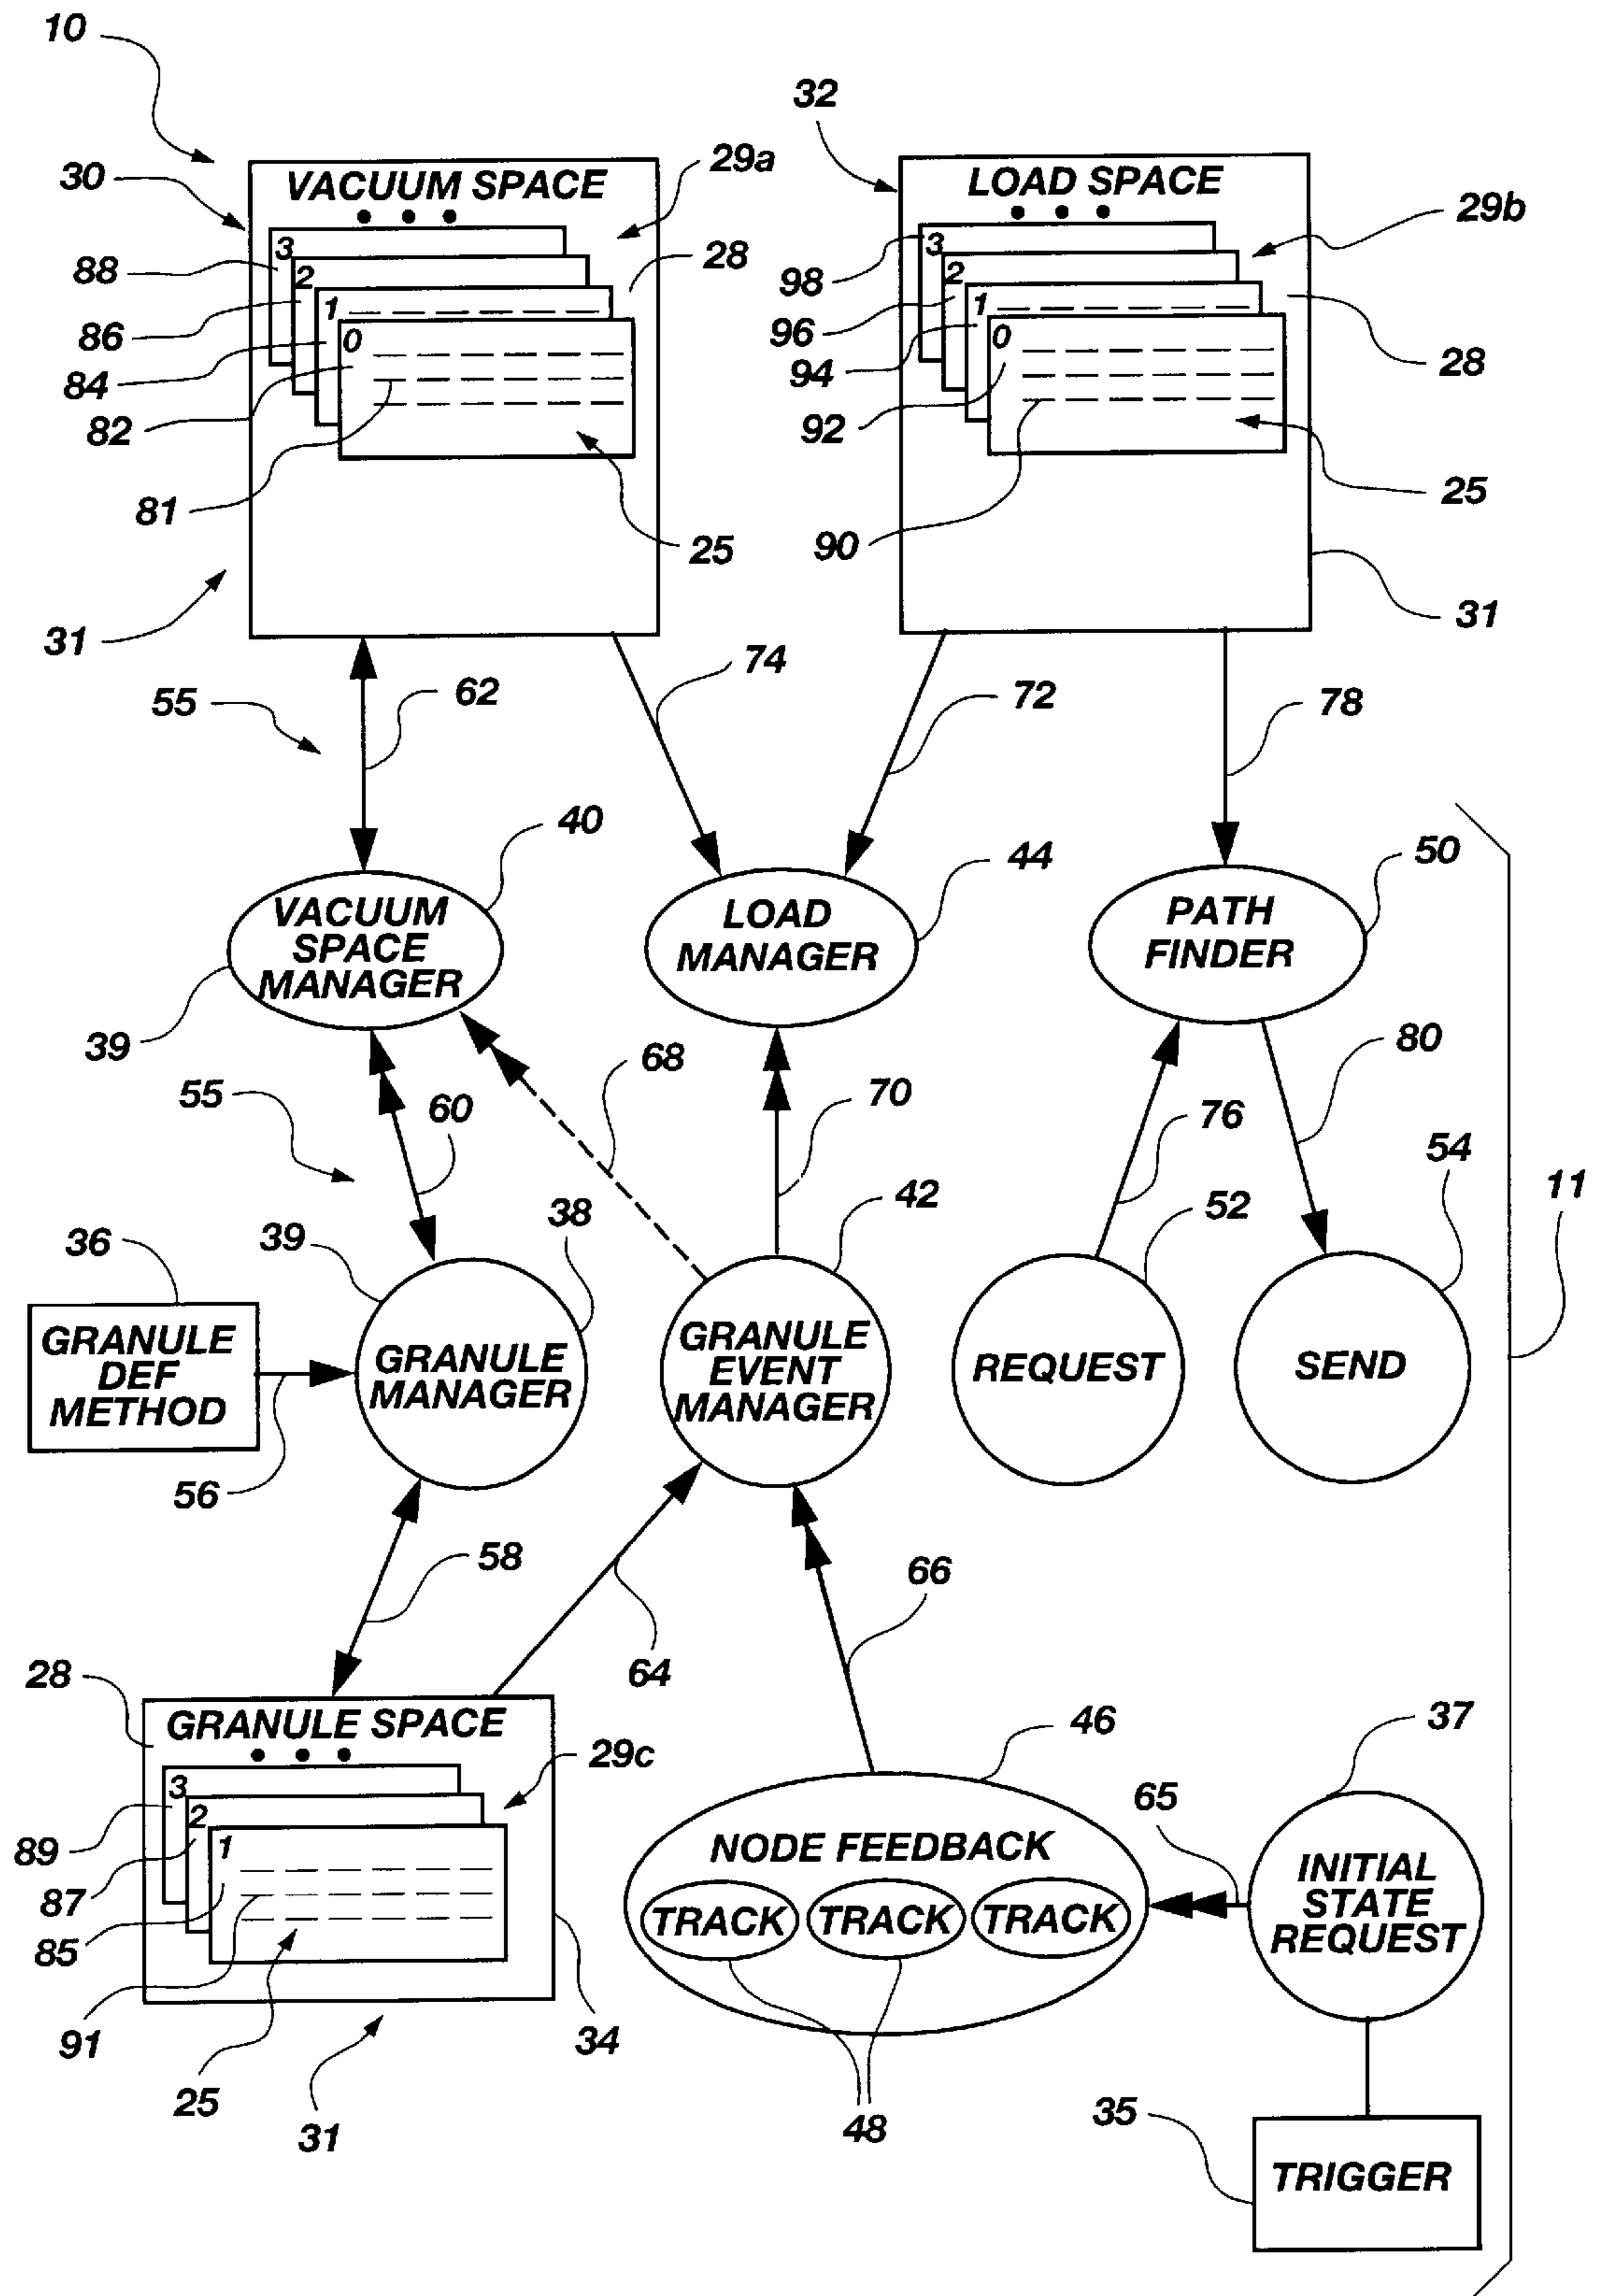 10
32
30
VACUUM SPACE
29a
LOAD SPACE
29b
88
3
28
98
3
86
2
96
2
84
1
94
1
28
82
0
92
0
81
25
90
25
31
31
55
62
74
72
78
40
44
50
VACUUM
SPACE
MANAGER
LOAD
MANAGER
PATH
FINDER
39
68
80
55
60
70
76
54
36
39
38
42
52
11
GRANULE
DEF
METHOD
GRANULE
MANAGER
GRANULE
EVENT
MANAGER
REQUEST
SEND
56
58
66
64
28
GRANULE SPACE
46
37
29c
65
89
3
87
2
85
1
NODE FEEDBACK
TRACK
TRACK
TRACK
INITIAL
STATE
REQUEST
91
34
25
31
48
35
TRIGGER